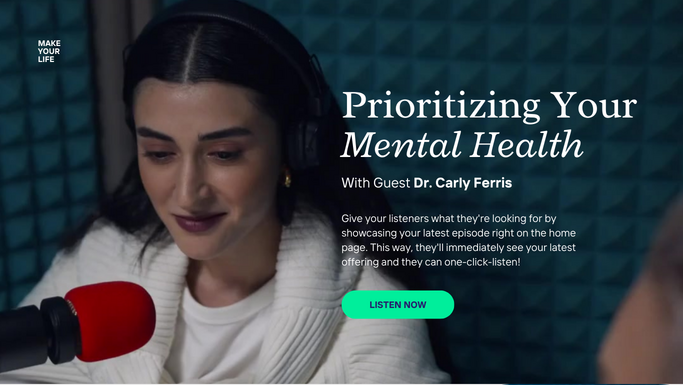 MAKE
YOUR
LIFE
Prioritizing Your
Mental Health
With Guest Dr. Carly Ferris
Give your listeners what they're looking for by
showcasing your latest episode right on the home
page. This way, they'll immediately see your latest
offering and they can one-click-listen!
LISTEN NOW